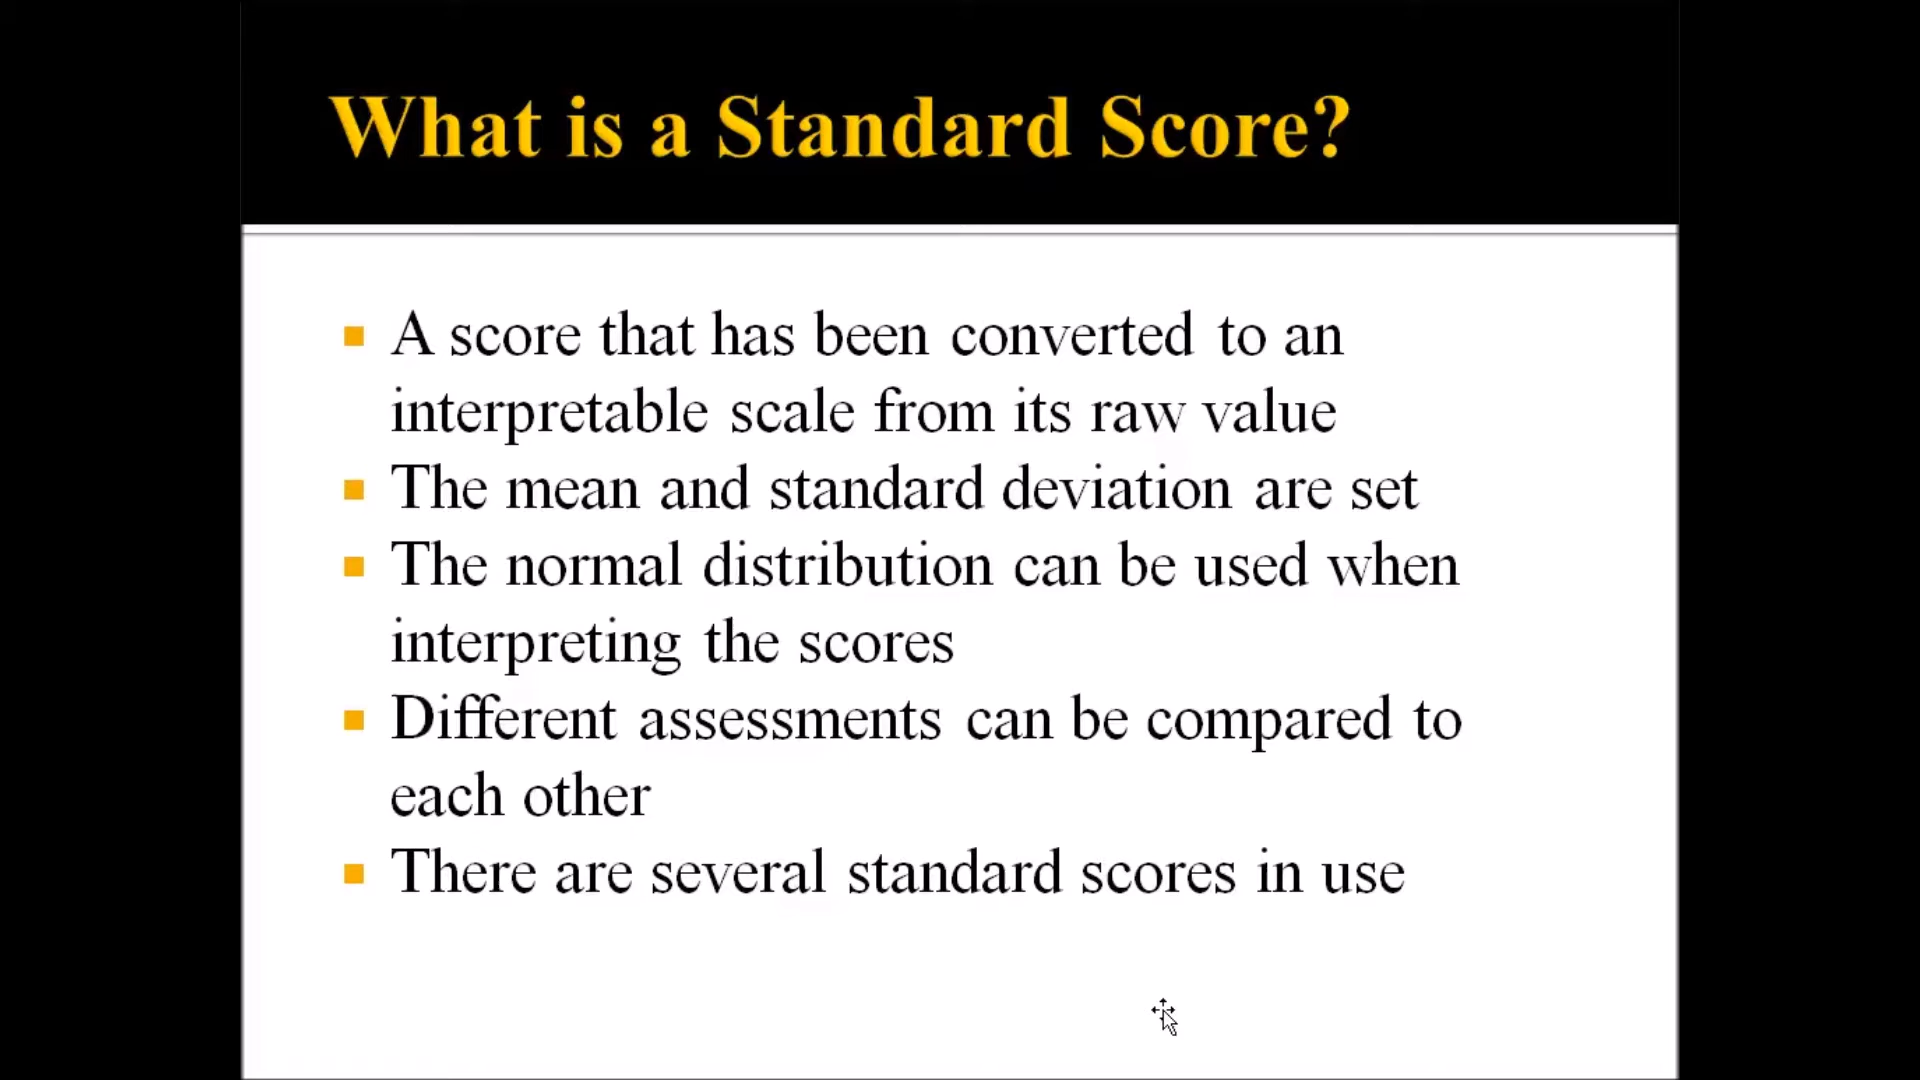 What is a Standard Score?
A score that has been converted to an
interpretable scale from its raw value
The mean and standard deviation are set
The normal distribution can be used when
interpreting the scores
Different assessments can be compared to
each other
There are several standard scores in use